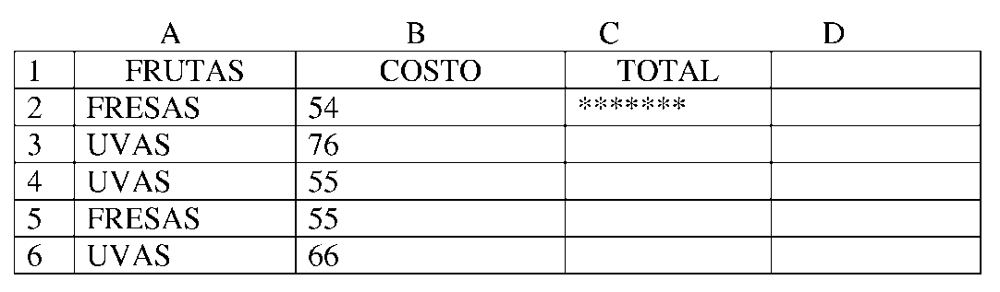 A B C D
1 FRUTAS COSTO TOTAL
2 FRESAS 54 *******
3 UVAS 76
4 UVAS 55
5 FRESAS 55
6 UVAS 66